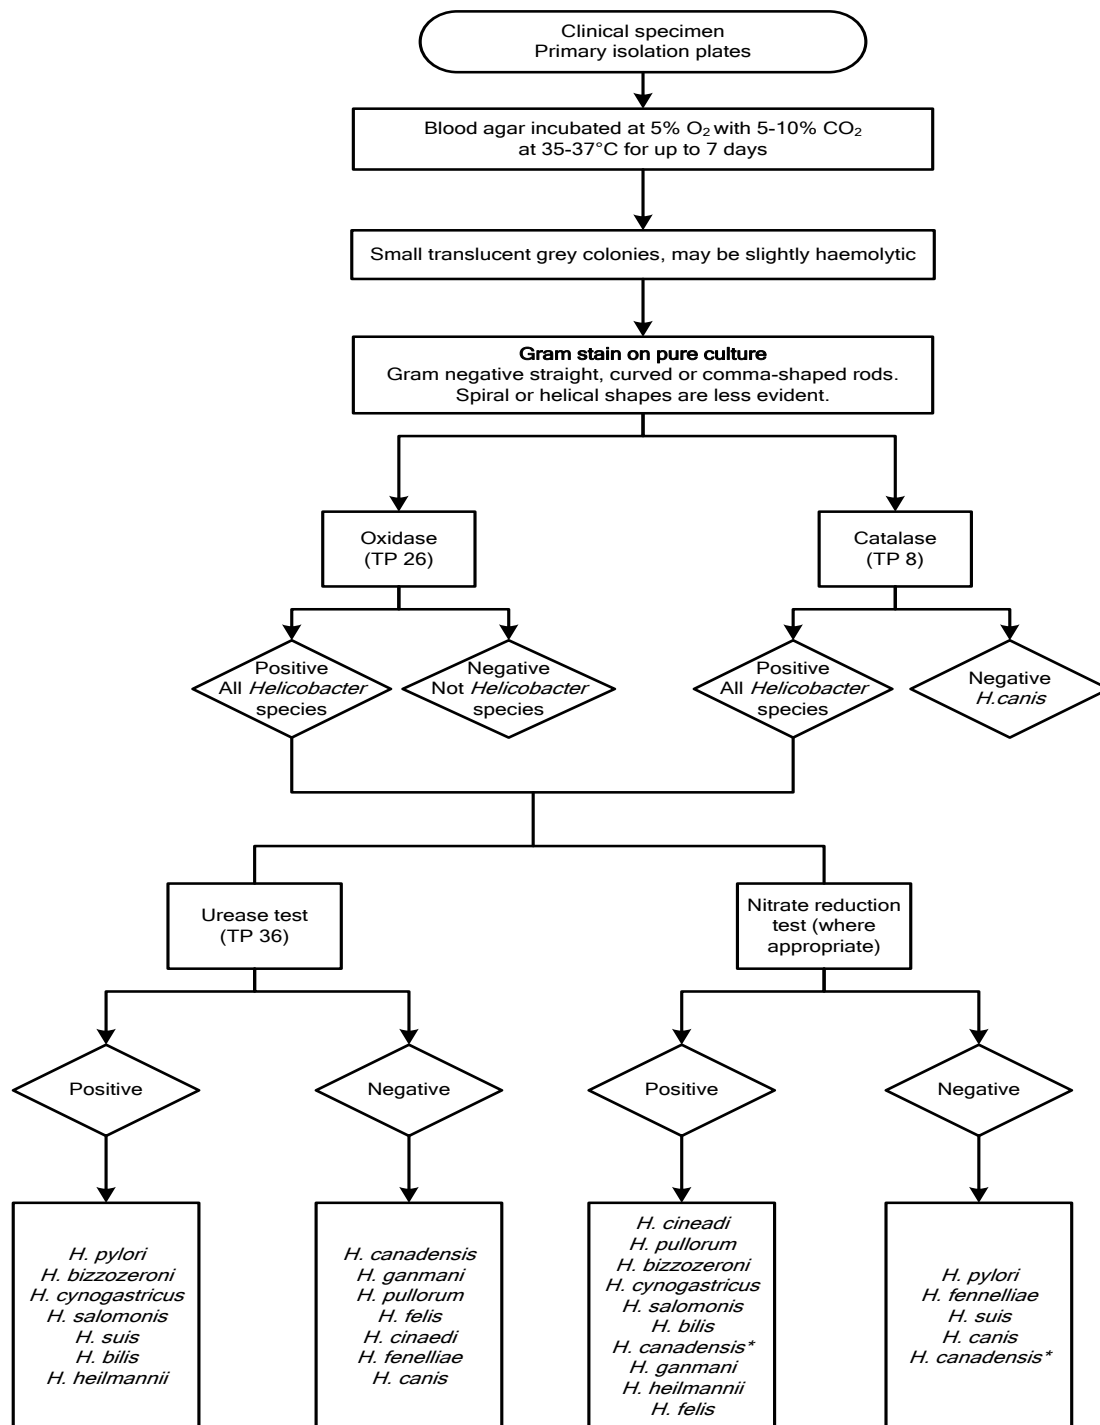 Clinical specimen
Primary isolation plates
Blood agar incubated at 5% O₂ with 5-10% CO₂
at 35-37°C for up to 7 days
Small translucent grey colonies, may be slightly haemolytic
Gram stain on pure culture
Gram negative straight, curved or comma-shaped rods.
Spiral or helical shapes are less evident.
Oxidase
(TP 26)
Catalase
(TP 8)
Positive
All Helicobacter
species
Negative
Not Helicobacter
species
Positive
All Helicobacter
species
Negative
H.canis
Urease test
(TP 36)
Nitrate reduction
test (where
appropriate)
Positive
Negative
Positive
Negative
H. pylori
H. bizzozeroni
H. cynogastricus
H. salomonis
H. suis
H. bilis
H. heilmannii
H. canadensis
H. ganmani
H. pullorum
H. felis
H. cinaedi
H. fenelliae
H. canis
H. cineadi
H. pullorum
H. bizzozeroni
H. cynogastricus
H. salomonis
H. bilis
H. canadensis*
H. ganmani
H. heilmannii
H. felis
H. pylori
H. fennelliae
H. suis
H. canis
H. canadensis*